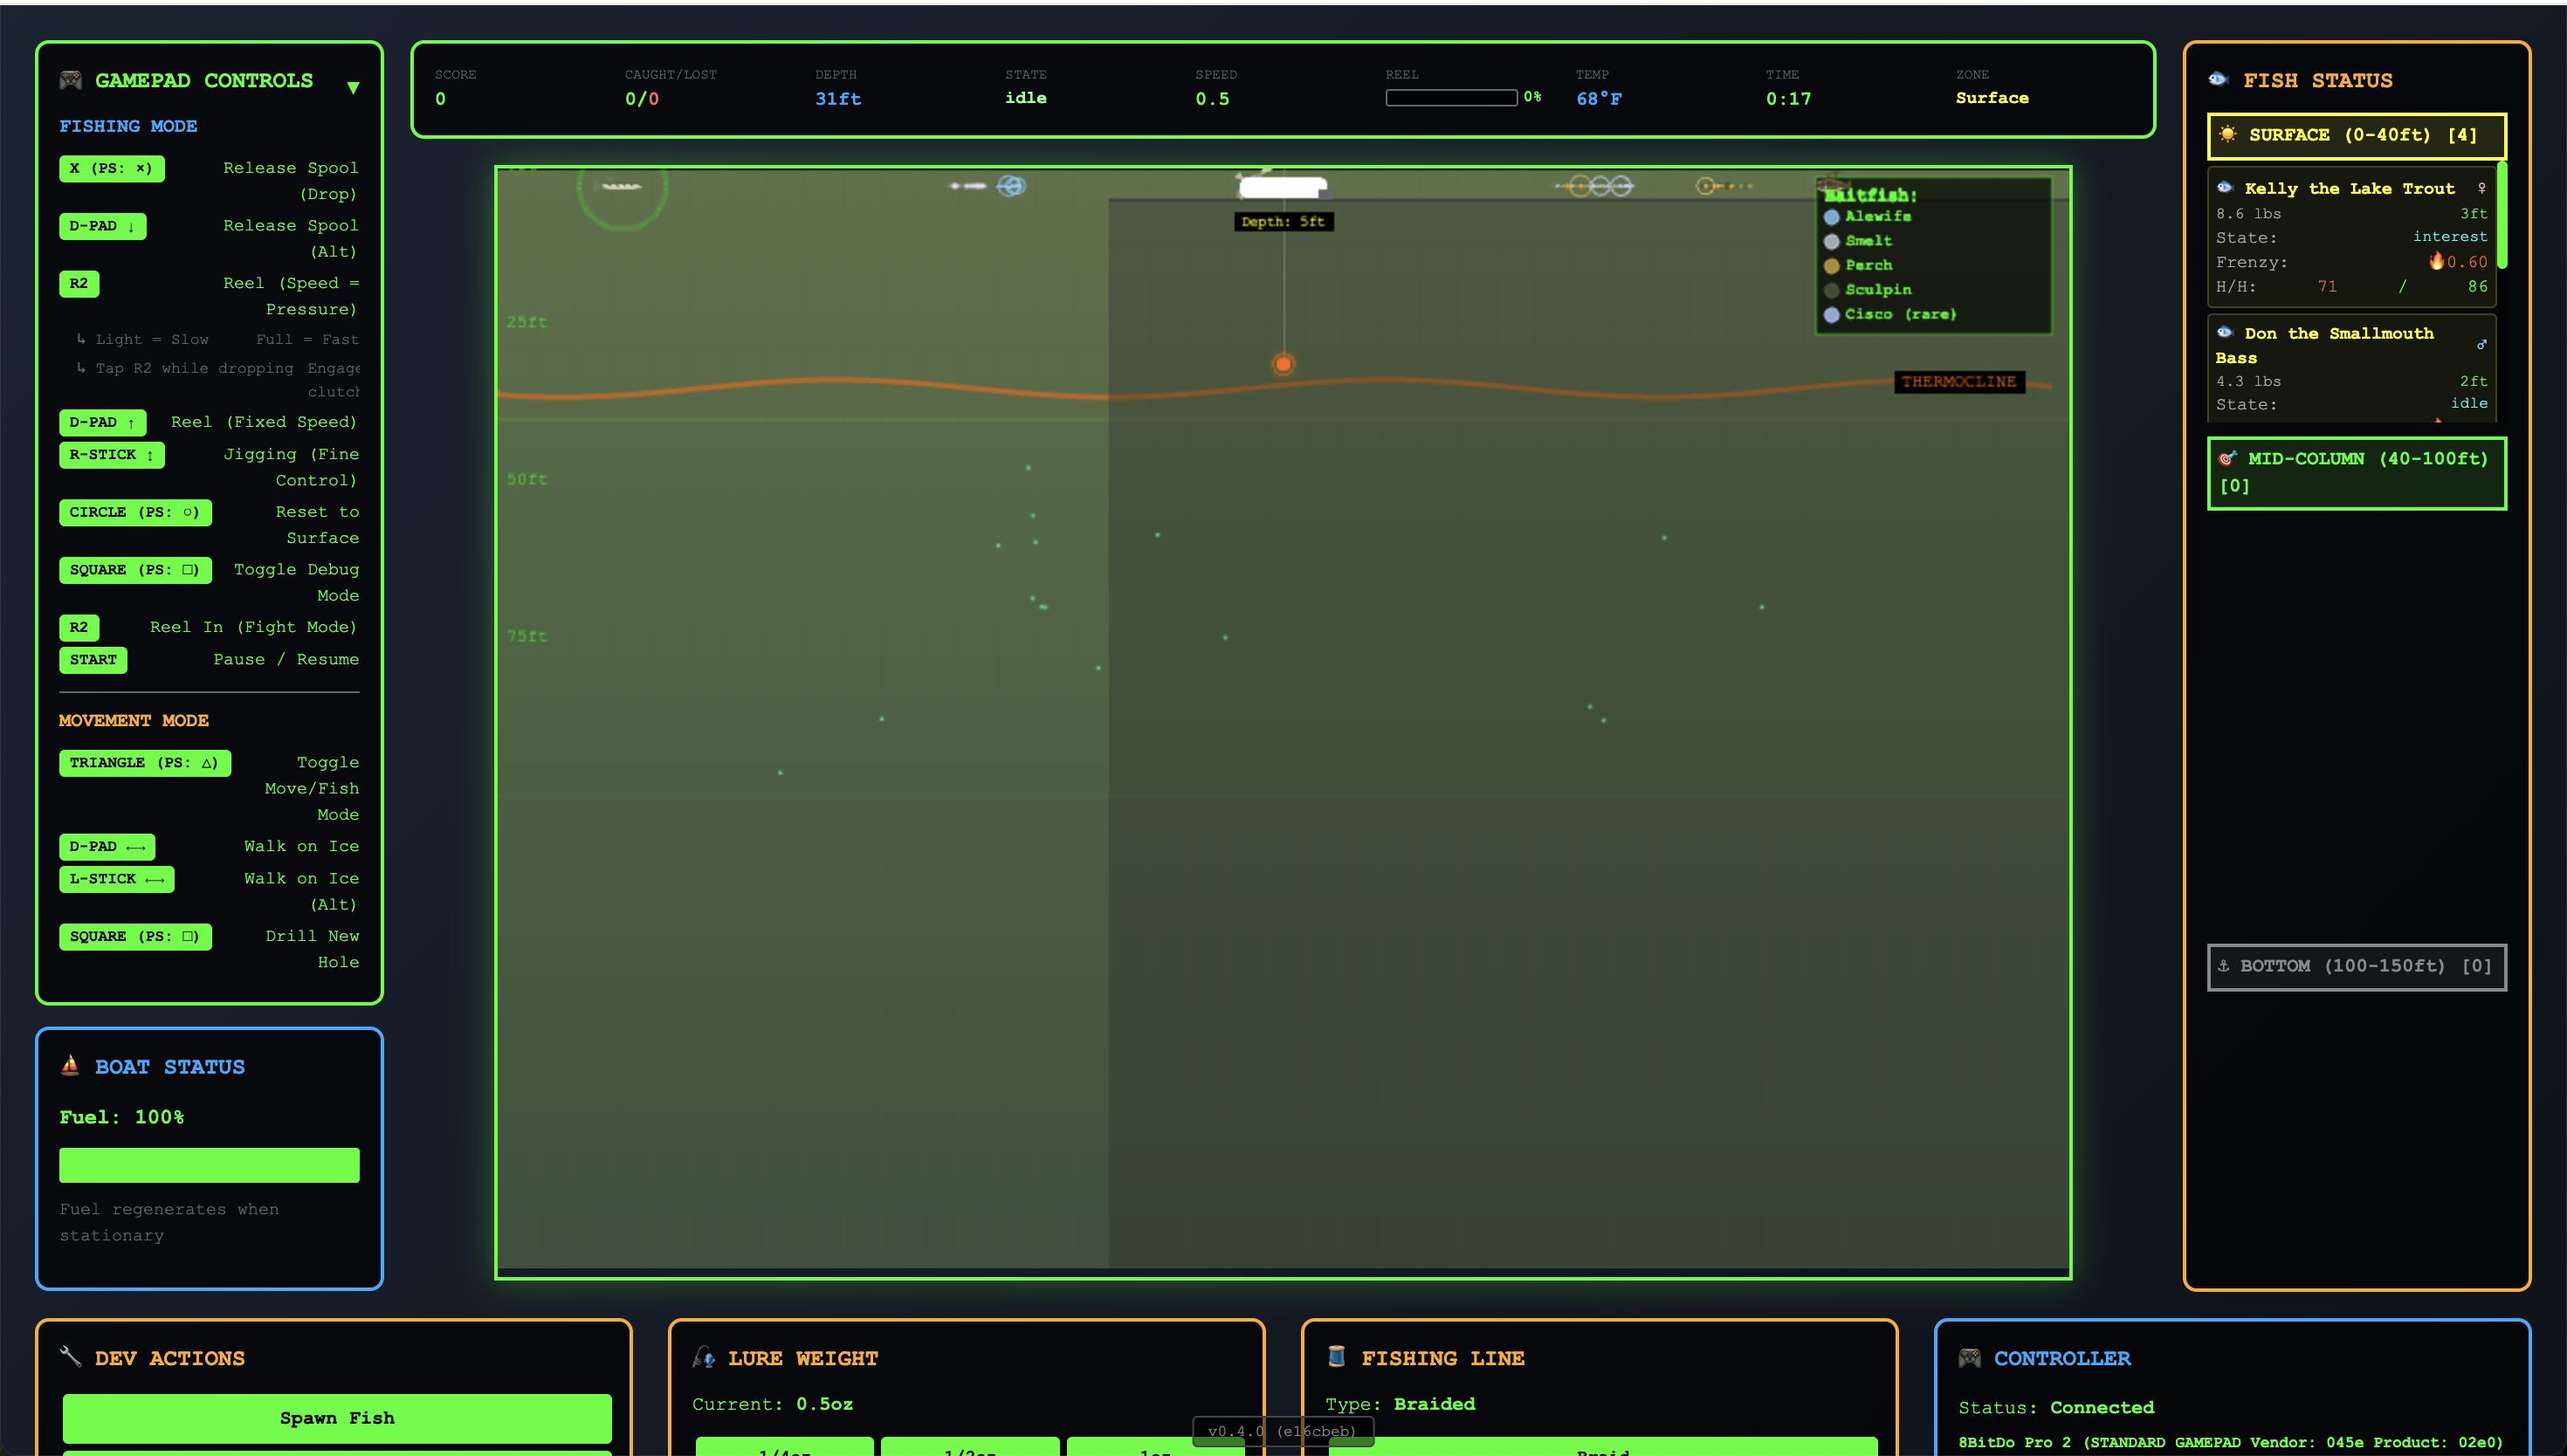 GAMEPAD CONTROLS ▼
FISHING MODE
X (PS: ×) Release Spool
(Drop)
D-PAD ↓ Release Spool
(Alt)
R2 Reel (Speed =
Pressure)
↳ Light = Slow Full = Fast
↳ Tap R2 while dropping Engage
clutch
D-PAD ↑ Reel (Fixed Speed)
R-STICK ↕ Jigging (Fine
Control)
CIRCLE (PS: ○) Reset to
Surface
SQUARE (PS: □) Toggle Debug
Mode
R2 Reel In (Fight Mode)
START Pause / Resume
MOVEMENT MODE
TRIANGLE (PS: △) Toggle
Move/Fish
Mode
D-PAD ←→ Walk on Ice
L-STICK ←→ Walk on Ice
(Alt)
SQUARE (PS: □) Drill New
Hole
BOAT STATUS
Fuel: 100%
Fuel regenerates when
stationary
SCORE CAUGHT/LOST DEPTH STATE SPEED REEL TEMP TIME ZONE
0 0/0 31ft idle 0.5 0% 68°F 0:17 Surface
Depth: 5ft
25ft
50ft
75ft
THERMOCLINE
Baitfish:
Alewife
Smelt
Perch
Sculpin
Cisco (rare)
FISH STATUS
SURFACE (0-40ft) [4]
Kelly the Lake Trout ♀
8.6 lbs 3ft
State: interest
Frenzy: 🔥0.60
H/H: 71 / 86
Don the Smallmouth
Bass ♂
4.3 lbs 2ft
State: idle
MID-COLUMN (40-100ft)
[0]
BOTTOM (100-150ft) [0]
DEV ACTIONS
Spawn Fish
LURE WEIGHT
Current: 0.5oz
1/4oz 1/2oz 1oz
FISHING LINE
Type: Braided
Braid
v0.4.0 (e16cbeb)
CONTROLLER
Status: Connected
8BitDo Pro 2 (STANDARD GAMEPAD Vendor: 045e Product: 02e0)